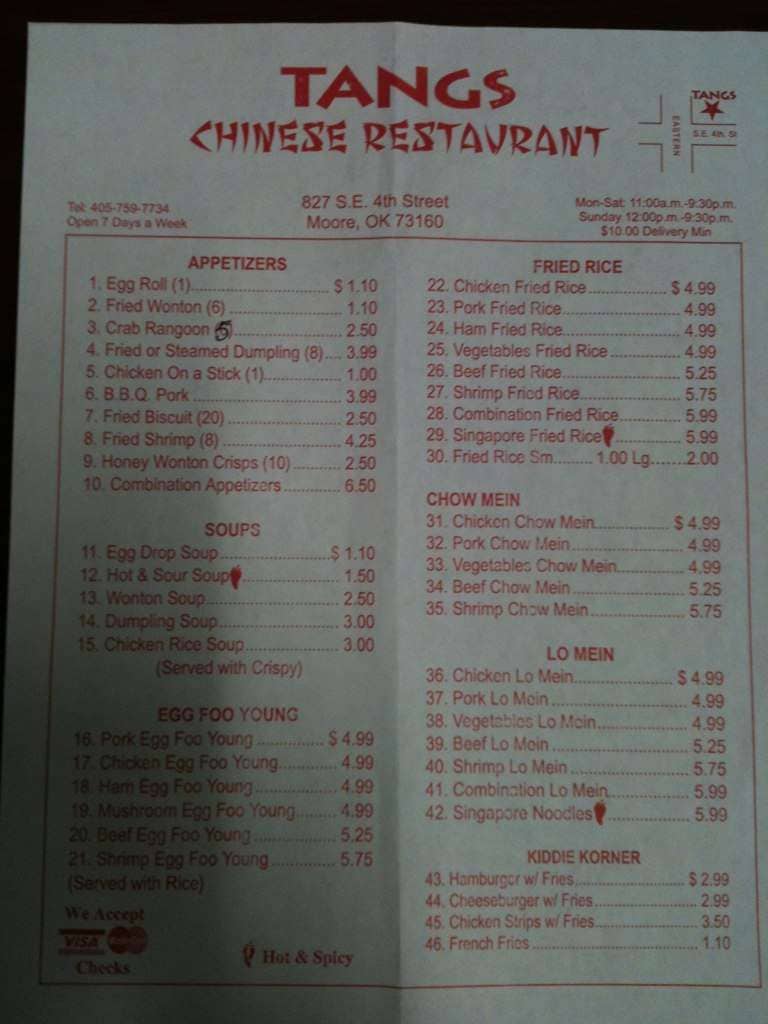 TANGS
CHINESE RESTAURANT
TANGS
EASTERN
S.E. 4th. St
Tel: 405-759-7734
Open 7 Days a Week
827 S.E. 4th Street
Moore, OK 73160
Mon-Sat: 11:00a.m.-9:30p.m.
Sunday 12:00p.m.-9:30p.m.
$10.00 Delivery Min
APPETIZERS
1. Egg Roll (1) $ 1.10
2. Fried Wonton (6) 1.10
3. Crab Rangoon 5 2.50
4. Fried or Steamed Dumpling (8) 3.99
5. Chicken On a Stick (1) 1.00
6. B.B.Q. Pork 3.99
7. Fried Biscuit (20) 2.50
8. Fried Shrimp (8) 4.25
9. Honey Wonton Crisps (10) 2.50
10. Combination Appetizers 6.50
SOUPS
11. Egg Drop Soup $ 1.10
12. Hot & Sour Soup 1.50
13. Wonton Soup 2.50
14. Dumpling Soup 3.00
15. Chicken Rice Soup 3.00
(Served with Crispy)
EGG FOO YOUNG
16. Pork Egg Foo Young $ 4.99
17. Chicken Egg Foo Young 4.99
18. Ham Egg Foo Young 4.99
19. Mushroom Egg Foo Young 4.99
20. Beef Egg Foo Young 5.25
21. Shrimp Egg Foo Young 5.75
(Served with Rice)
We Accept
VISA MasterCard
Checks
Hot & Spicy
FRIED RICE
22. Chicken Fried Rice $ 4.99
23. Pork Fried Rice 4.99
24. Ham Fried Rice 4.99
25. Vegetables Fried Rice 4.99
26. Beef Fried Rice 5.25
27. Shrimp Fried Rice 5.75
28. Combination Fried Rice 5.99
29. Singapore Fried Rice 5.99
30. Fried Rice Sm 1.00 Lg 2.00
CHOW MEIN
31. Chicken Chow Mein $ 4.99
32. Pork Chow Mein 4.99
33. Vegetables Chow Mein 4.99
34. Beef Chow Mein 5.25
35. Shrimp Chow Mein 5.75
LO MEIN
36. Chicken Lo Mein $ 4.99
37. Pork Lo Mein 4.99
38. Vegetables Lo Mein 4.99
39. Beef Lo Mein 5.25
40. Shrimp Lo Mein 5.75
41. Combination Lo Mein 5.99
42. Singapore Noodles 5.99
KIDDIE KORNER
43. Hamburger w/ Fries $ 2.99
44. Cheeseburger w/ Fries 2.99
45. Chicken Strips w/ Fries 3.50
46. French Fries 1.10